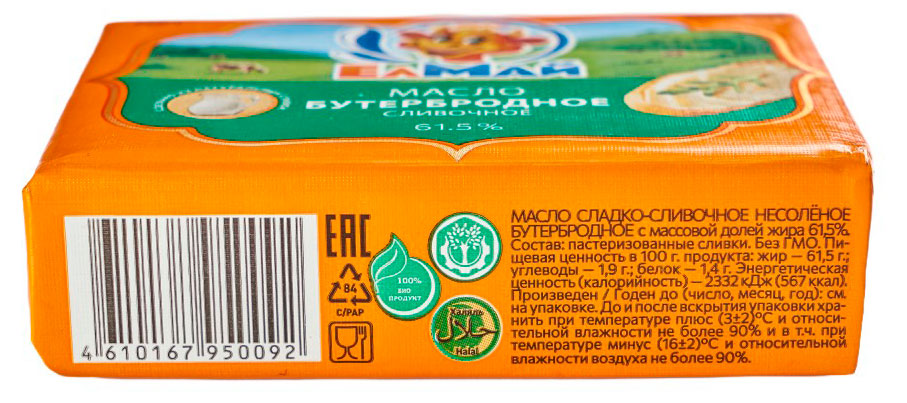 ЕЛМАЙ
МАСЛО
БУТЕРБРОДНОЕ
СЛИВОЧНОЕ
61.5%
4 610167 950092
ЕАС
84
C/PAP
100%
БИО
ПРОДУКТ
Халяль
حلال
Halal
МАСЛО СЛАДКО-СЛИВОЧНОЕ НЕСОЛЁНОЕ
БУТЕРБРОДНОЕ с массовой долей жира 61,5%.
Состав: пастеризованные сливки. Без ГМО. Пи-
щевая ценность в 100 г. продукта: жир – 61,5 г.;
углеводы – 1,9 г.; белок – 1,4 г. Энергетическая
ценность (калорийность) – 2332 кДж (567 ккал).
Произведен / Годен до (число, месяц, год): см.
на упаковке. До и после вскрытия упаковки хра-
нить при температуре плюс (3±2)°С и относи-
тельной влажности не более 90% и в т.ч. при
температуре минус (16±2)°С и относительной
влажности воздуха не более 90%.